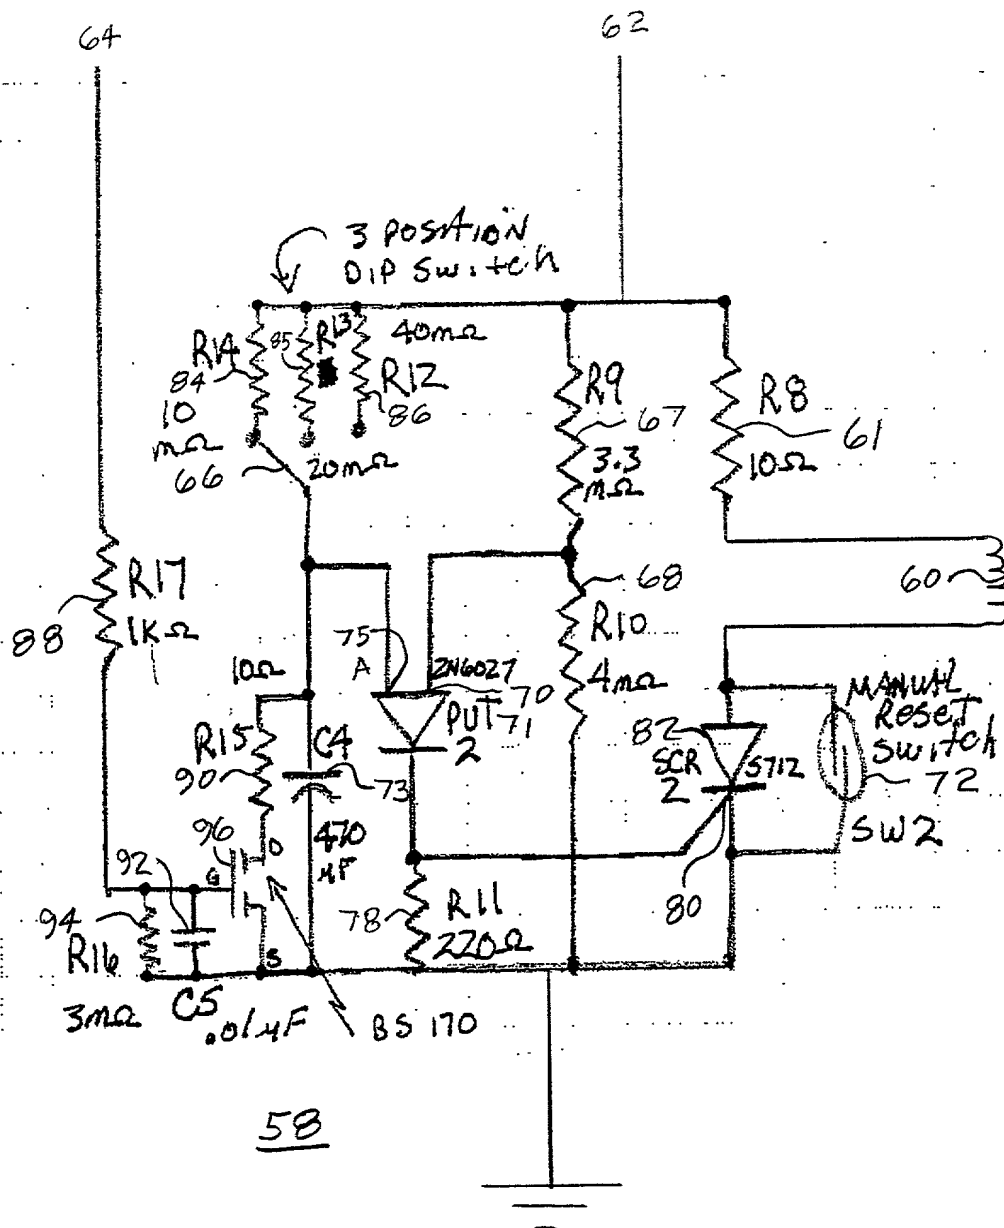 64
62
3 POSITION
DIP Switch
R14
84
10
mΩ
66
85
R13
20mΩ
40mΩ
R12
86
R9
67
3.3
mΩ
R8
61
10Ω
60
R17
88
1KΩ
68
R10
4mΩ
75
A
2N6027
70
PUT 71
2
10Ω
R15
90
C4
73
470
µF
MANUAL
Reset
Switch
72
SW2
82
SCR
2
S712
80
96
D
G
S
92
94
R16
3mΩ
C5
.01µF
BS 170
78
R11
220Ω
58